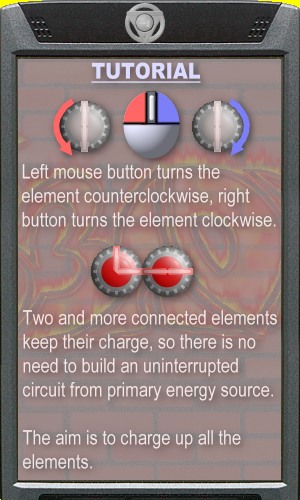 TUTORIAL
Left mouse button turns the
element counterclockwise, right
button turns the element clockwise.
Two and more connected elements
keep their charge, so there is no
need to build an uninterrupted
circuit from primary energy source.
The aim is to charge up all the
elements.